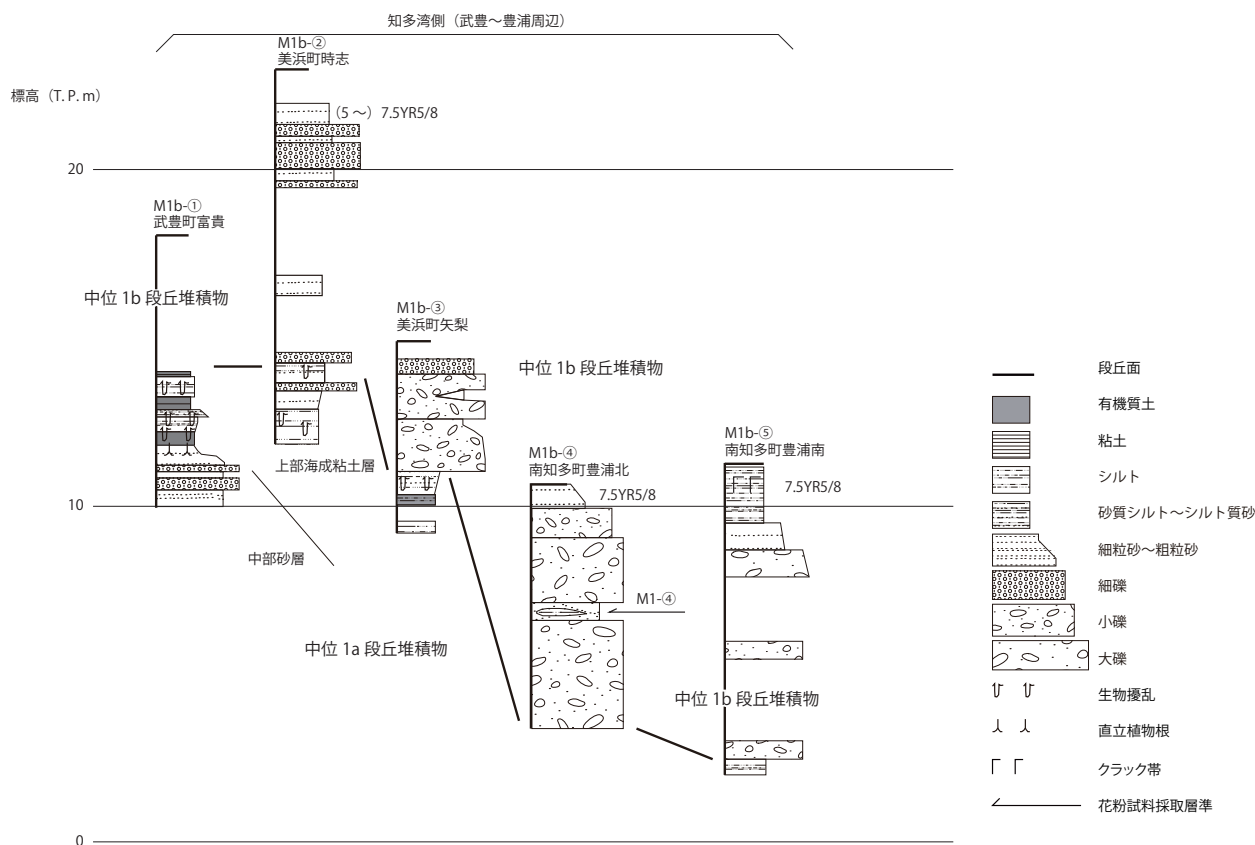 知多湾側（武豊～豊浦周辺）
M1b-②
美浜町時志
標高（T. P. m）
（5 ～）7.5YR5/8
20
M1b-①
武豊町富貴
中位 1b 段丘堆積物
M1b-③
美浜町矢梨
中位 1b 段丘堆積物
段丘面
有機質土
粘土
シルト
砂質シルト～シルト質砂
細粒砂～粗粒砂
細礫
小礫
大礫
生物擾乱
直立植物根
クラック帯
花粉試料採取層準
上部海成粘土層
M1b-④
南知多町豊浦北
7.5YR5/8
M1b-⑤
南知多町豊浦南
7.5YR5/8
10
中部砂層
M1-④
中位 1a 段丘堆積物
中位 1b 段丘堆積物
0